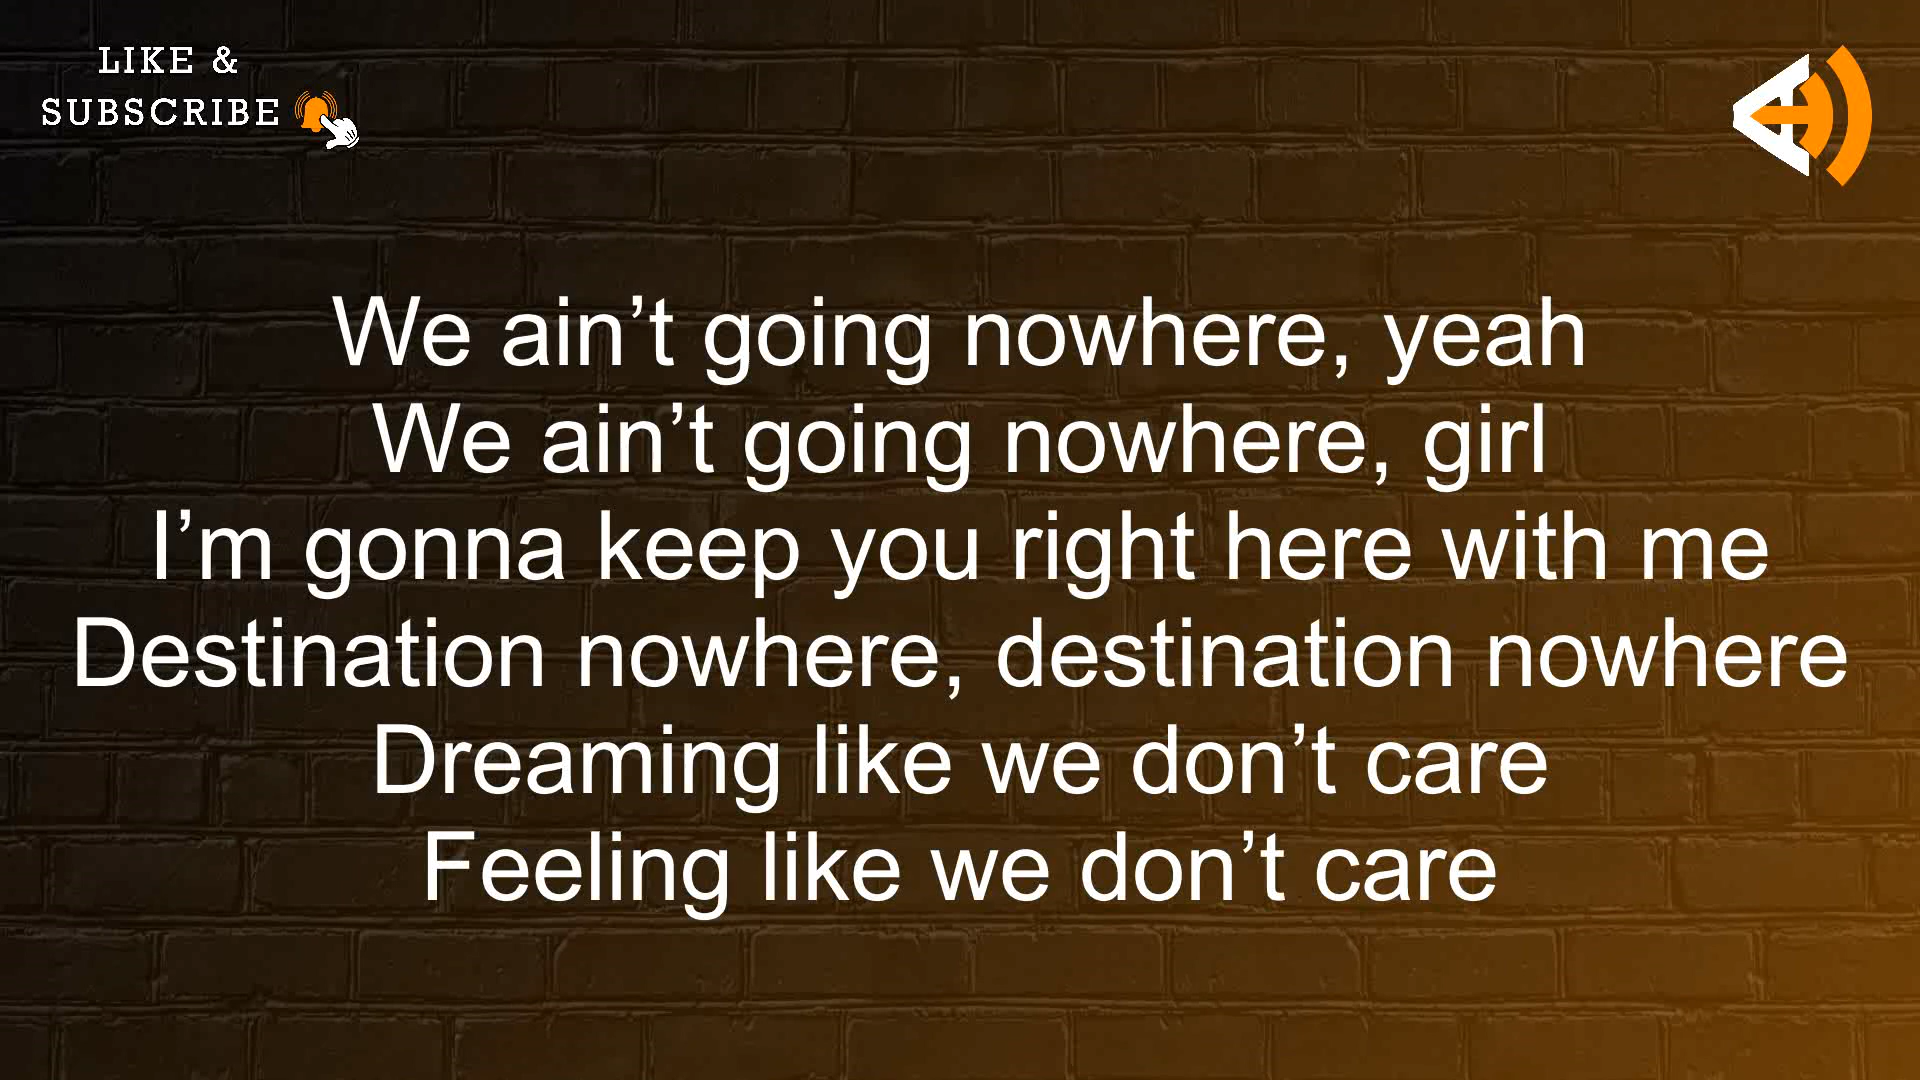 LIKE &
SUBSCRIBE
We ain’t going nowhere, yeah
We ain’t going nowhere, girl
I’m gonna keep you right here with me
Destination nowhere, destination nowhere
Dreaming like we don’t care
Feeling like we don’t care